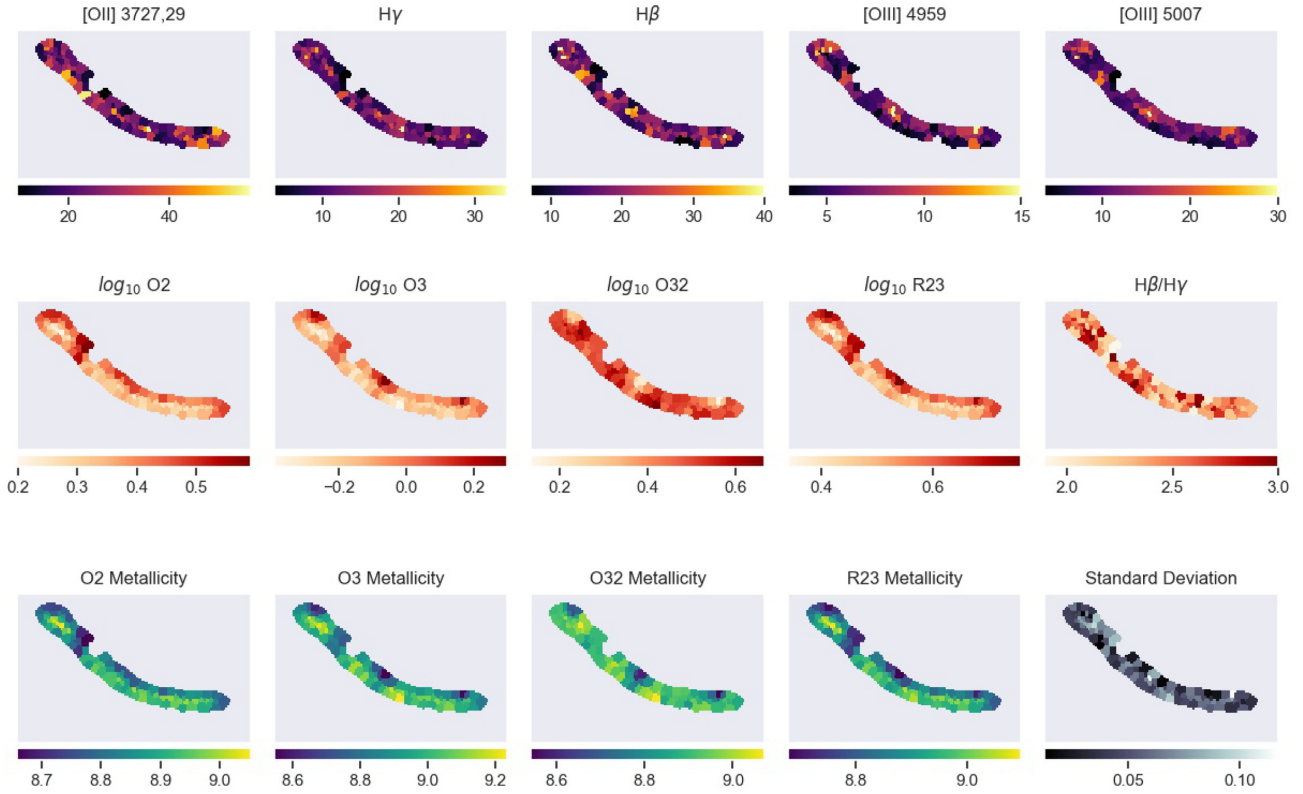 [OII] 3727,29 Hγ Hβ [OIII] 4959 [OIII] 5007
20 40 10 20 30 10 20 30 40 5 10 15 10 20 30
log₁₀ O2 log₁₀ O3 log₁₀ O32 log₁₀ R23 Hβ/Hγ
0.2 0.3 0.4 0.5 −0.2 0.0 0.2 0.2 0.4 0.6 0.4 0.6 2.0 2.5 3.0
O2 Metallicity O3 Metallicity O32 Metallicity R23 Metallicity Standard Deviation
8.7 8.8 8.9 9.0 8.6 8.8 9.0 9.2 8.6 8.8 9.0 8.8 9.0 0.05 0.10